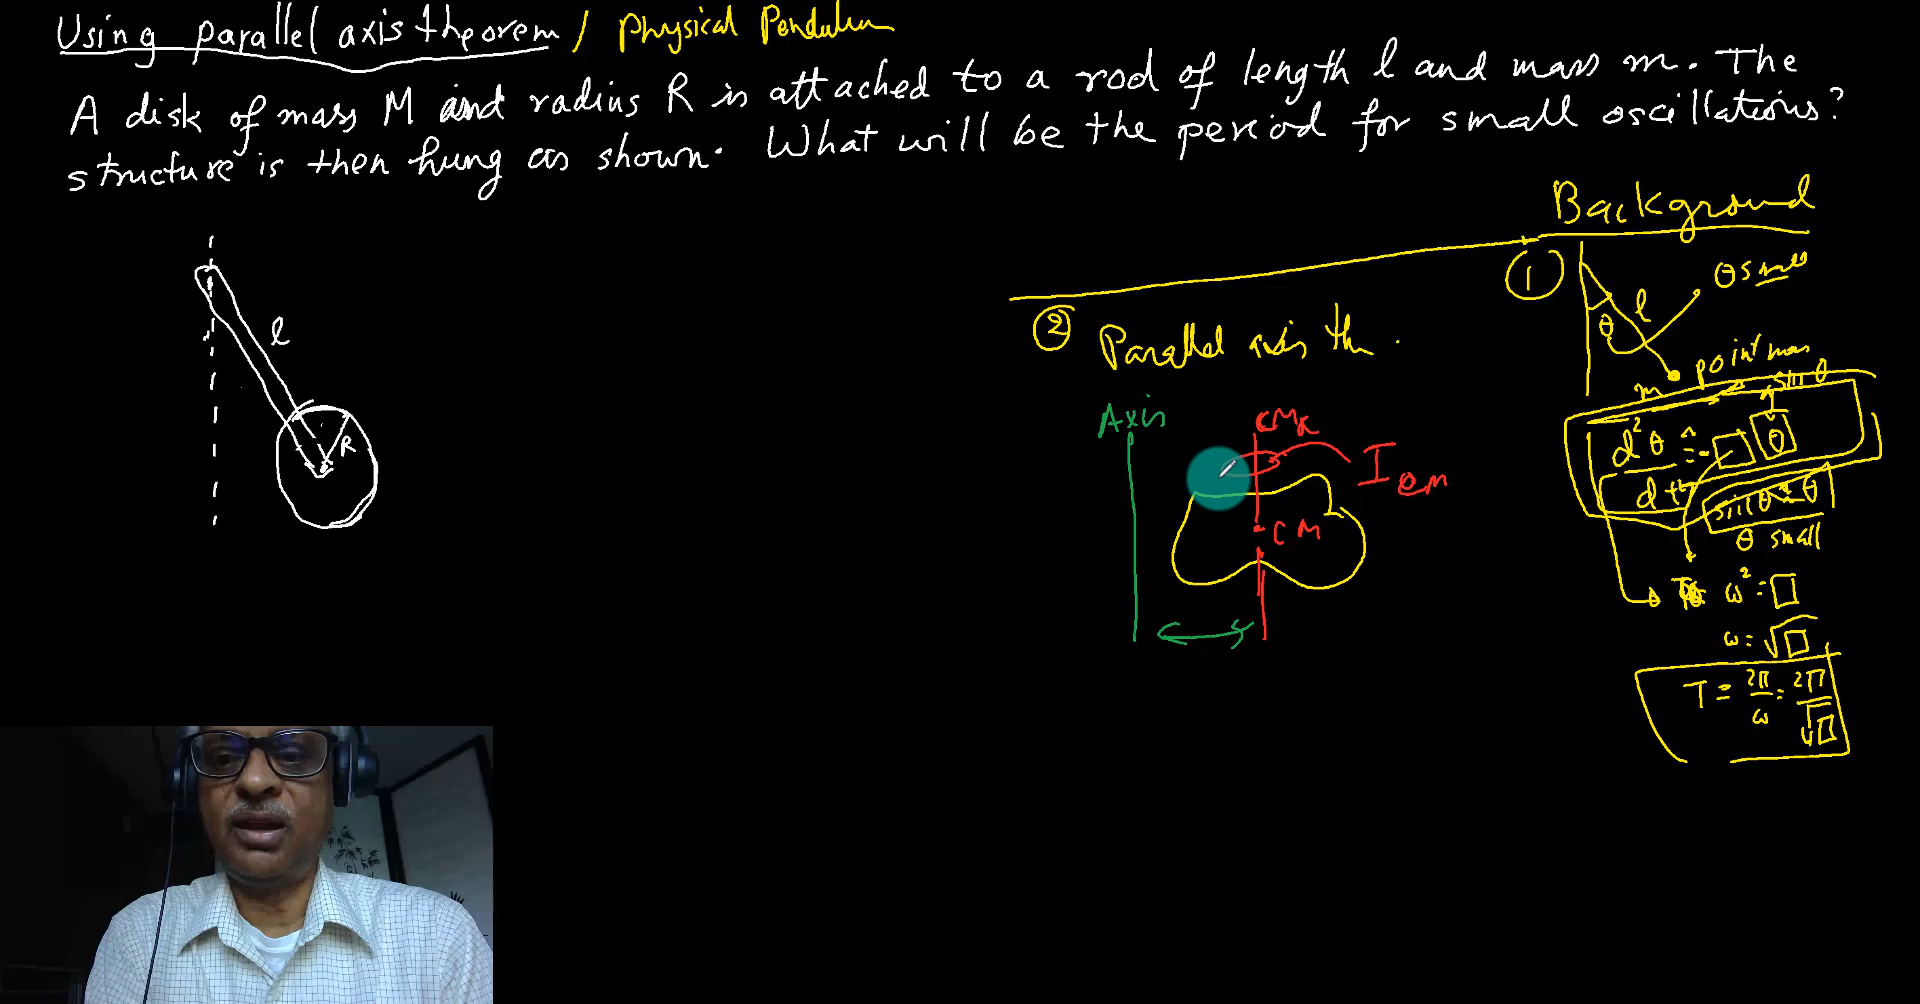 Using parallel axis theorem / Physical Pendulum
A disk of mass M and radius R is attached to a rod of length l and mass m. The
structure is then hung as shown. What will be the period for small oscillations?
Background
①
θ small
l
θ
m point mass
sin θ
d²θ = - □ θ
dt²
sin θ ≈ θ
θ small
ω² = □
ω = √□
T = 2π/ω = 2π/√□
② Parallel axis th.
Axis
CM
I CM
CM
l
R